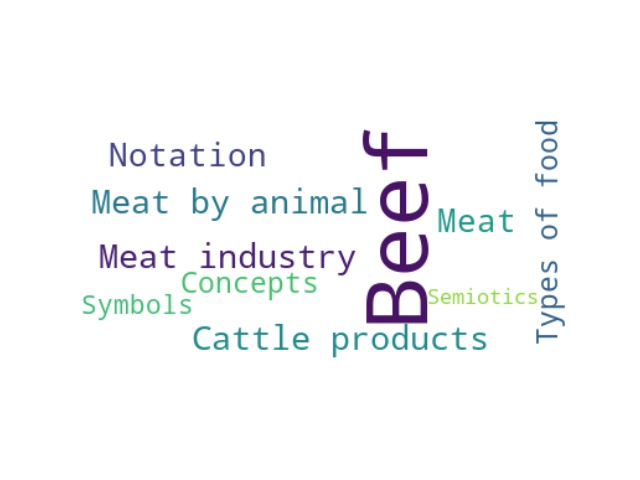 Notation
Meat by animal
Meat industry
Concepts
Symbols
Cattle products
Beef
Meat
Semiotics
Types of food